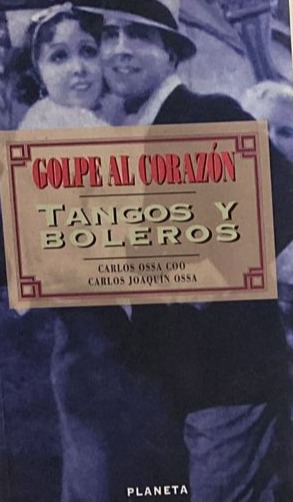 GOLPE AL CORAZÓN
TANGOS Y
BOLEROS
CARLOS OSSA COO
CARLOS JOAQUÍN OSSA
PLANETA